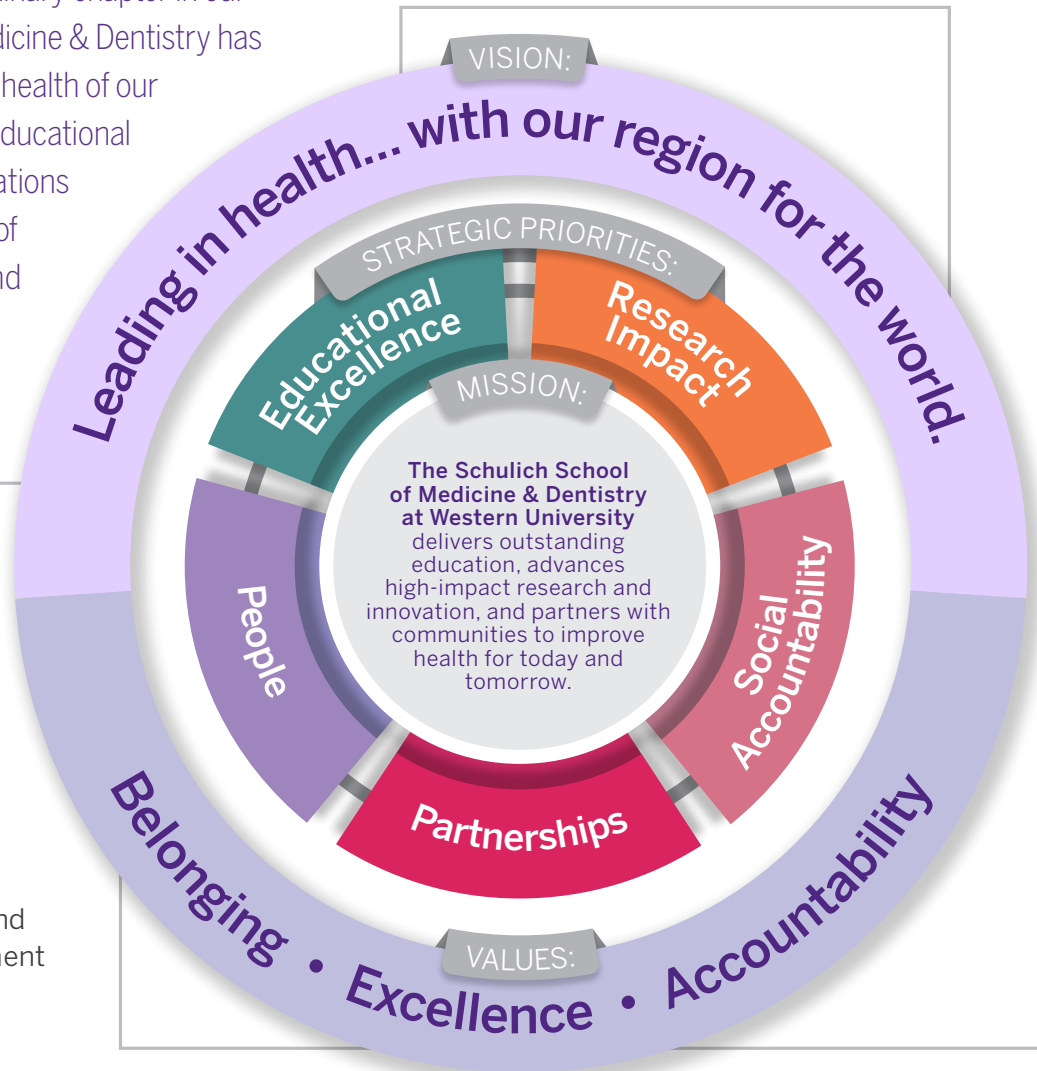 dicine & Dentistry has
health of our
ducational
ations
of
nd
VISION:
Leading in health... with our region for the world.
STRATEGIC PRIORITIES:
Educational
Excellence
Research
Impact
MISSION:
The Schulich School
of Medicine & Dentistry
at Western University
delivers outstanding
education, advances
high-impact research and
innovation, and partners with
communities to improve
health for today and
tomorrow.
People
Social
Accountability
Partnerships
nd
nent
VALUES:
Belonging • Excellence • Accountability